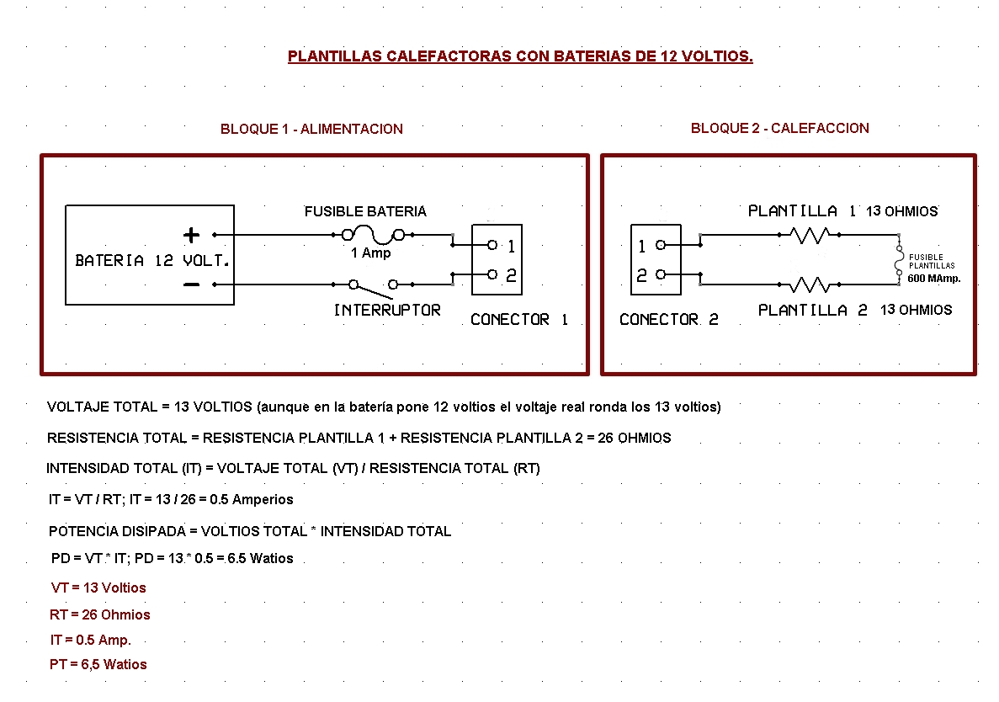 PLANTILLAS CALEFACTORAS CON BATERIAS DE 12 VOLTIOS.
BLOQUE 1 - ALIMENTACION
BLOQUE 2 - CALEFACCION
FUSIBLE BATERIA
1 Amp
+
BATERIA 12 VOLT.
-
INTERRUPTOR
1
2
CONECTOR 1
1
2
CONECTOR 2
PLANTILLA 1 13 OHMIOS
FUSIBLE
PLANTILLAS
600 MAmp.
PLANTILLA 2 13 OHMIOS
VOLTAJE TOTAL = 13 VOLTIOS (aunque en la batería pone 12 voltios el voltaje real ronda los 13 voltios)
RESISTENCIA TOTAL = RESISTENCIA PLANTILLA 1 + RESISTENCIA PLANTILLA 2 = 26 OHMIOS
INTENSIDAD TOTAL (IT) = VOLTAJE TOTAL (VT) / RESISTENCIA TOTAL (RT)
IT = VT / RT; IT = 13 / 26 = 0.5 Amperios
POTENCIA DISIPADA = VOLTIOS TOTAL * INTENSIDAD TOTAL
PD = VT * IT; PD = 13 * 0.5 = 6.5 Watios
VT = 13 Voltios
RT = 26 Ohmios
IT = 0.5 Amp.
PT = 6,5 Watios